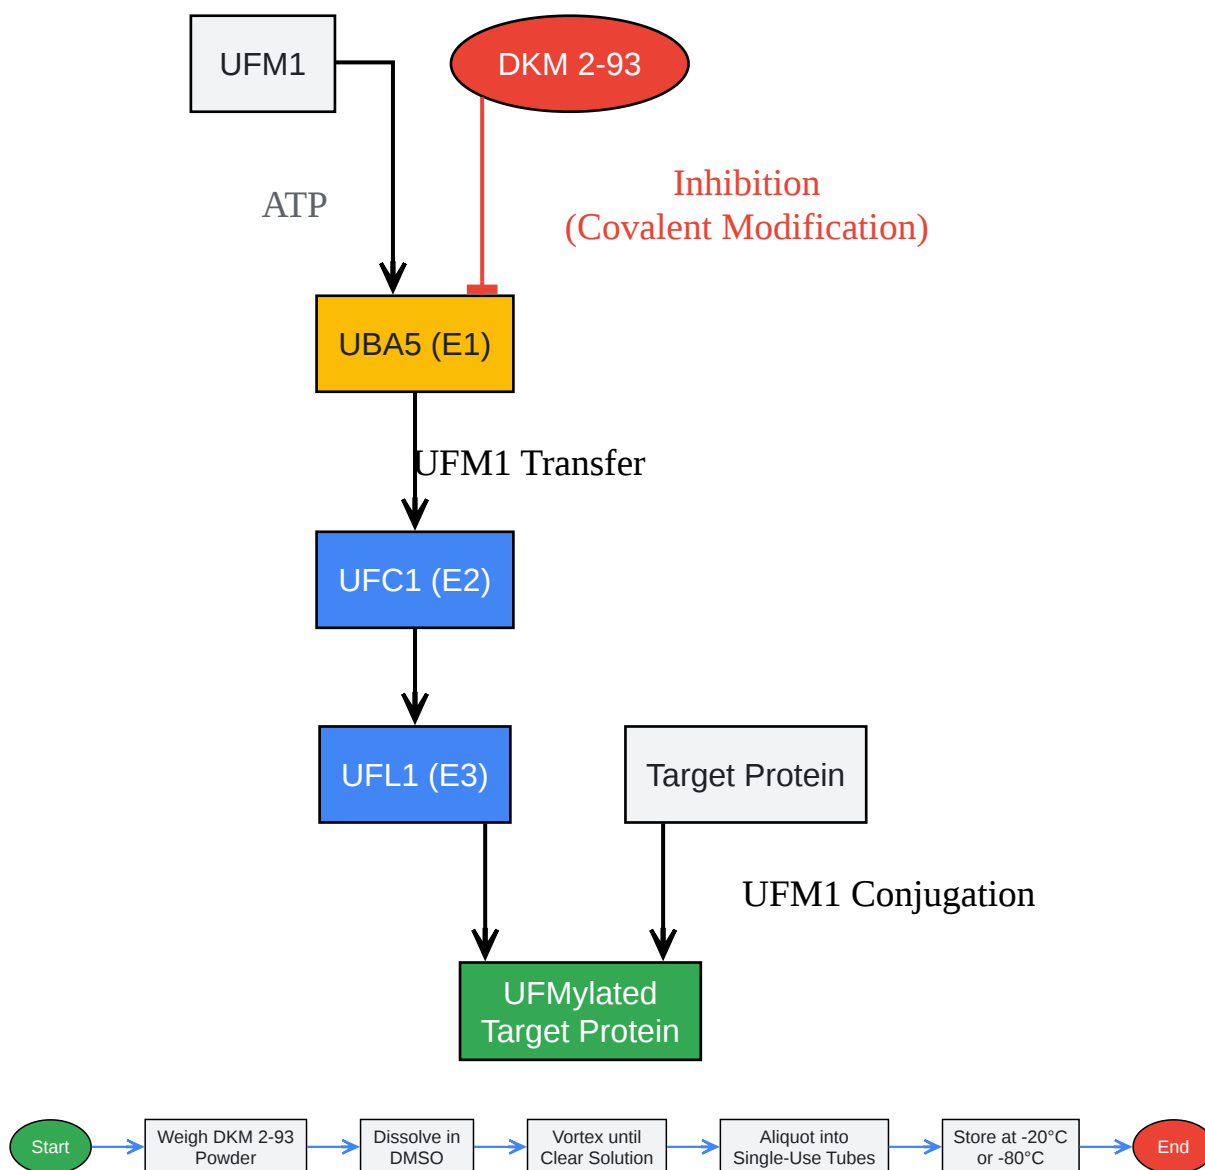 UFM1
DKM 2-93
ATP
Inhibition
(Covalent Modification)
UBA5 (E1)
UFM1 Transfer
UFC1 (E2)
UFL1 (E3)
Target Protein
UFM1 Conjugation
UFMylated
Target Protein
Start
Weigh DKM 2-93
Powder
Dissolve in
DMSO
Vortex until
Clear Solution
Aliquot into
Single-Use Tubes
Store at -20°C
or -80°C
End